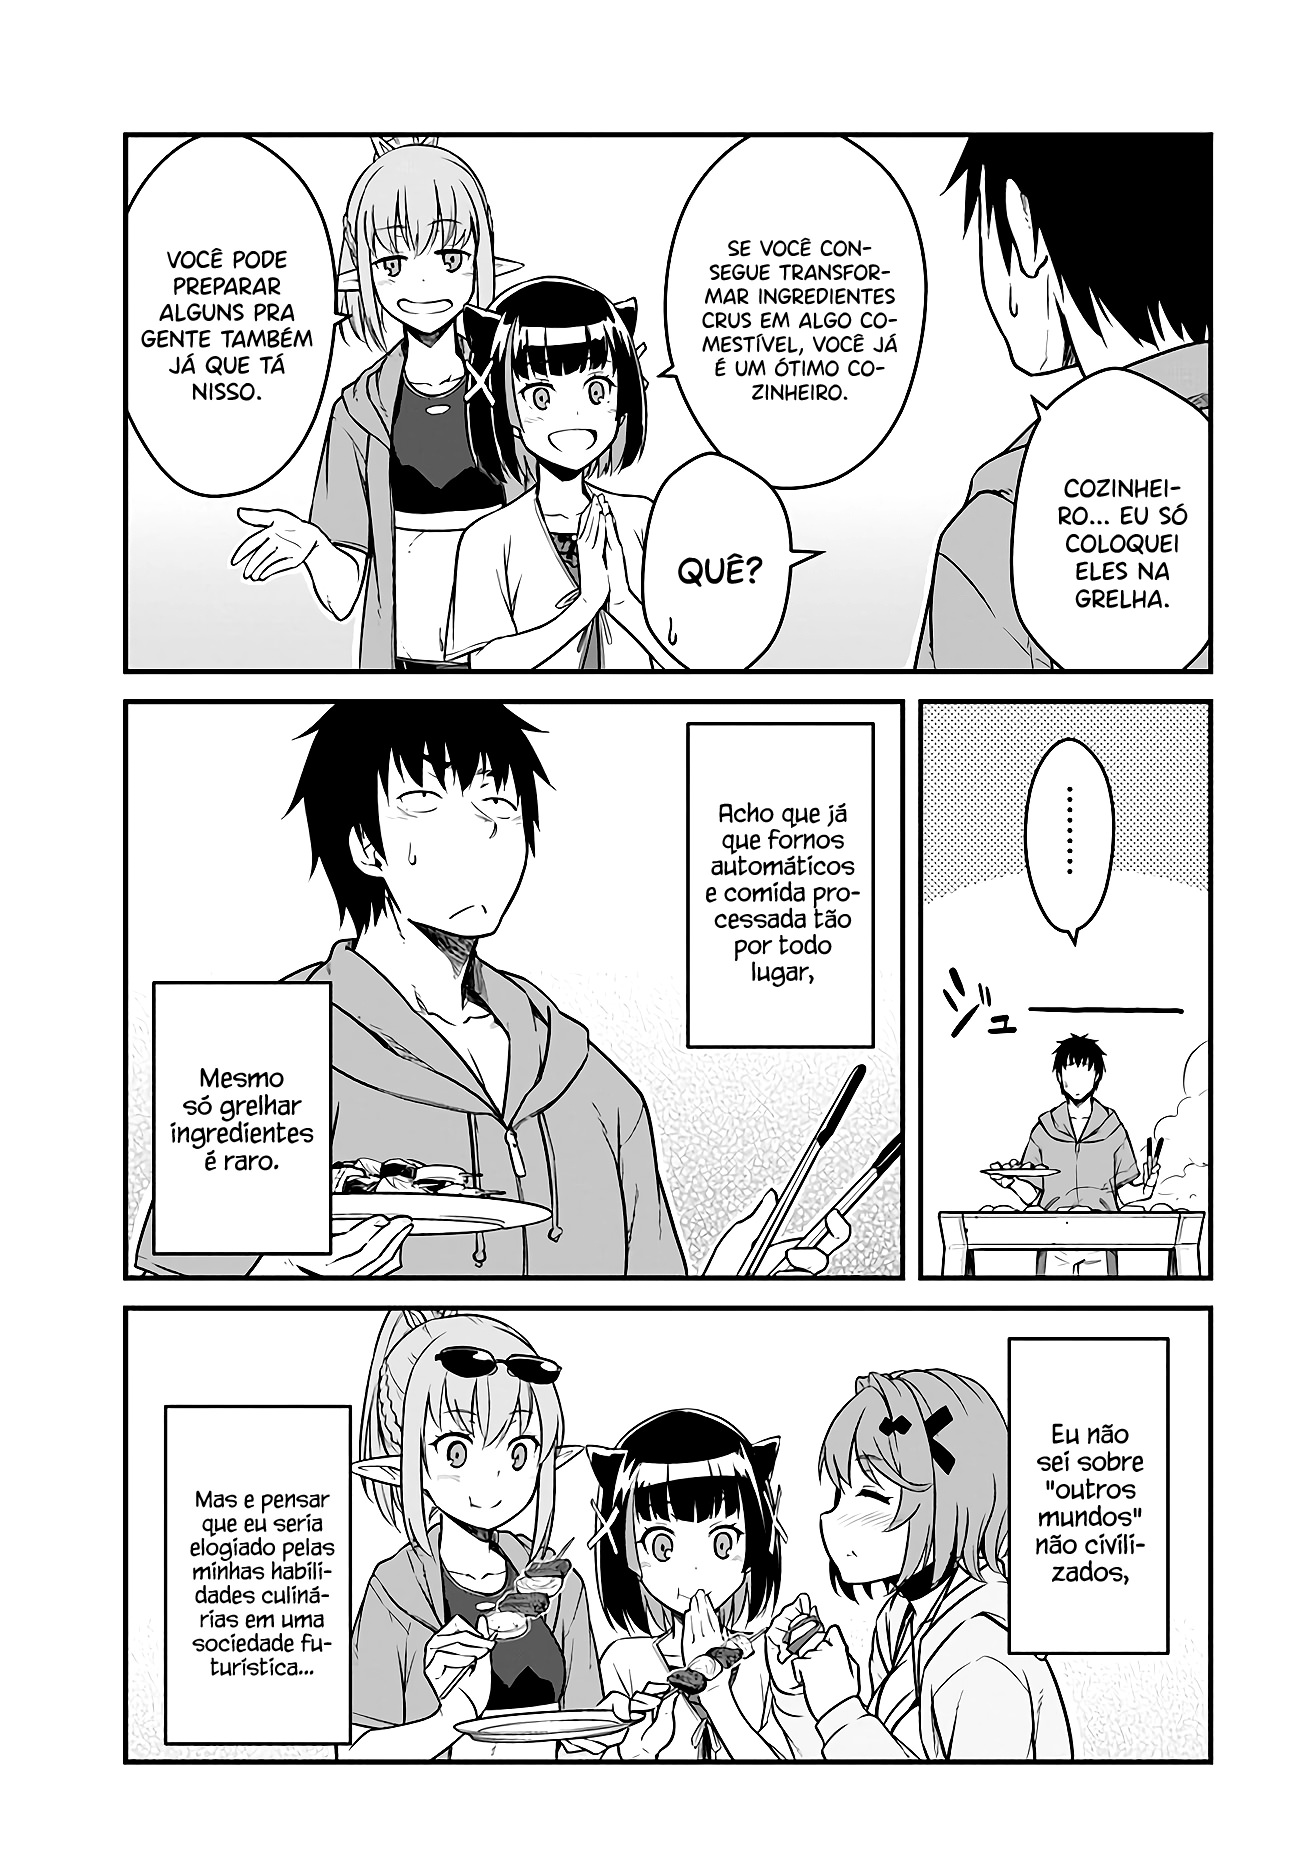 COZINHEI-
RO... EU SÓ
COLOQUEI
ELES NA
GRELHA.
SE VOCÊ CON-
SEGUE TRANSFOR-
MAR INGREDIENTES
CRUS EM ALGO CO-
MESTÍVEL, VOCÊ JÁ
É UM ÓTIMO CO-
ZINHEIRO.
QUÊ?
VOCÊ PODE
PREPARAR
ALGUNS PRA
GENTE TAMBÉM
JÁ QUE TÁ
NISSO.
.........
ジュー
Acho que já
que fornos
automáticos
e comida pro-
cessada tão
por todo
lugar,
Mesmo
só grelhar
ingredientes
é raro.
Eu não
sei sobre
"outros
mundos"
não civili-
zados,
Mas e pensar
que eu seria
elogiado pelas
minhas habili-
dades culiná-
rias em uma
sociedade fu-
turística...